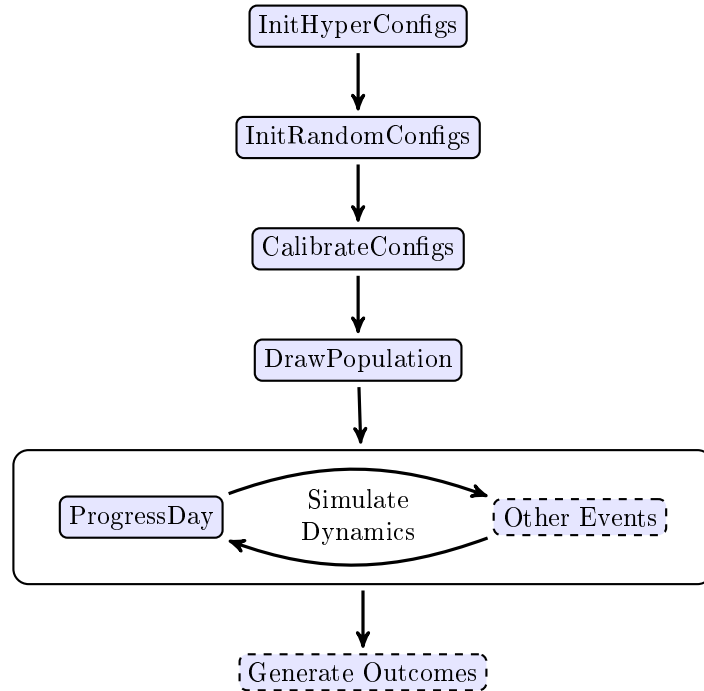 InitHyperConfigs
InitRandomConfigs
CalibrateConfigs
DrawPopulation
Simulate
Dynamics
ProgressDay
Other Events
Generate Outcomes